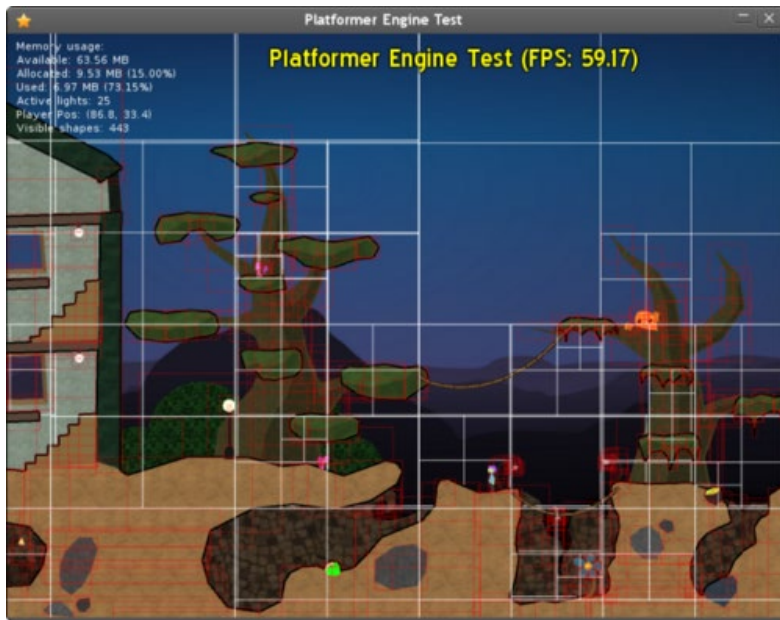 Platformer Engine Test
Memory usage:
Available: 63.56 MB
Allocated: 9.53 MB (15.00%)
Used: 6.97 MB (73.15%)
Active lights: 25
Player Pos: (86.8, 33.4)
Visible shapes: 443
Platformer Engine Test (FPS: 59.17)